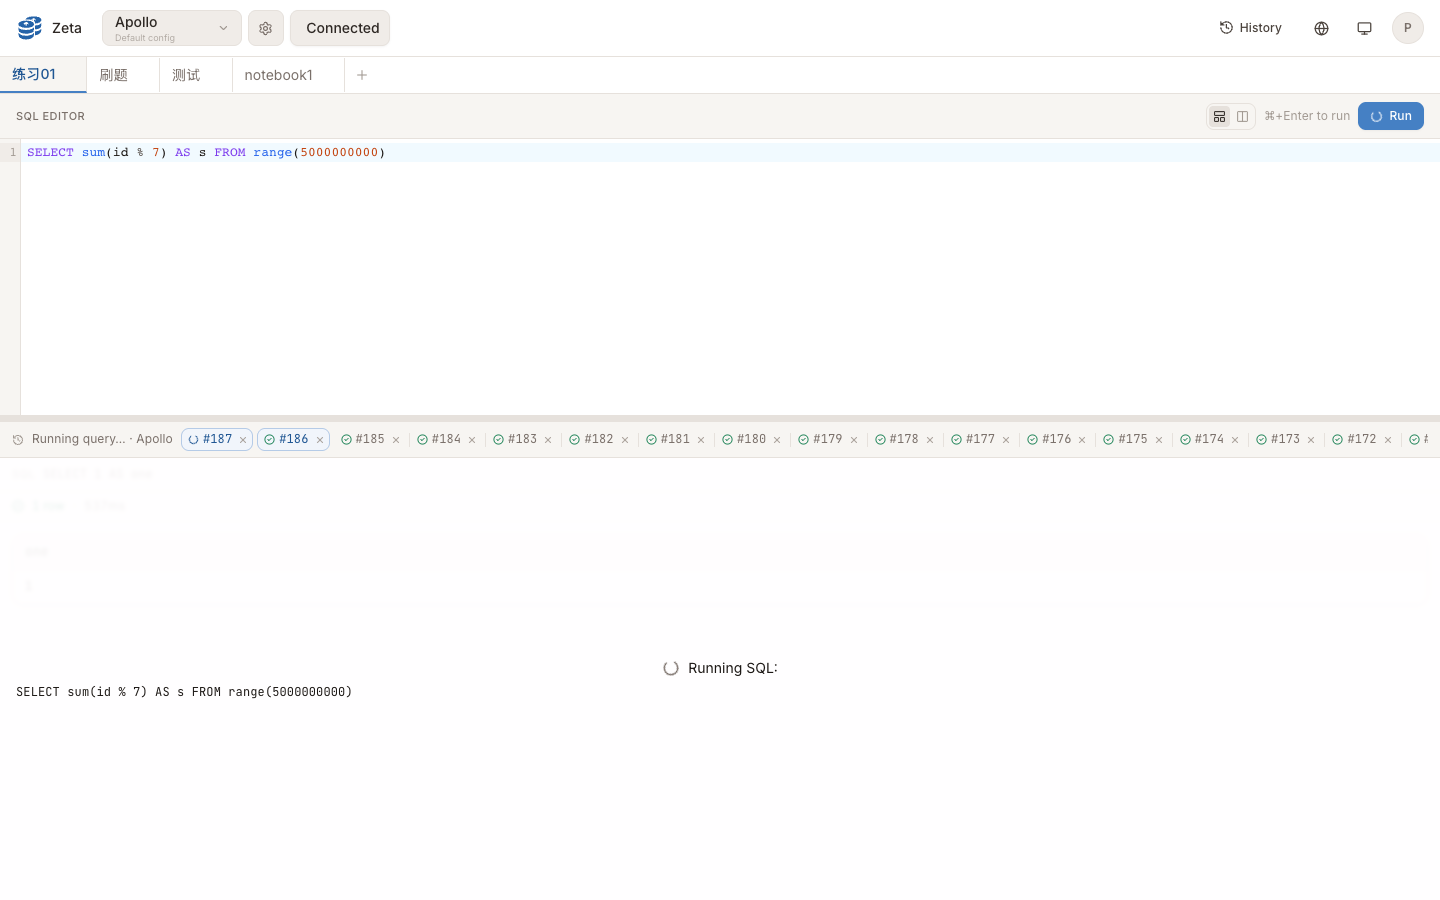 Zeta
Apollo
Default config
Connected
History
P
练习01
刷题
测试
notebook1
SQL EDITOR
⌘+Enter to run
Run
1
SELECT sum(id % 7) AS s FROM range(5000000000)
Running query... · Apollo
#187
#186
#185
#184
#183
#182
#181
#180
#179
#178
#177
#176
#175
#174
#173
#172
Running SQL:
SELECT sum(id % 7) AS s FROM range(5000000000)